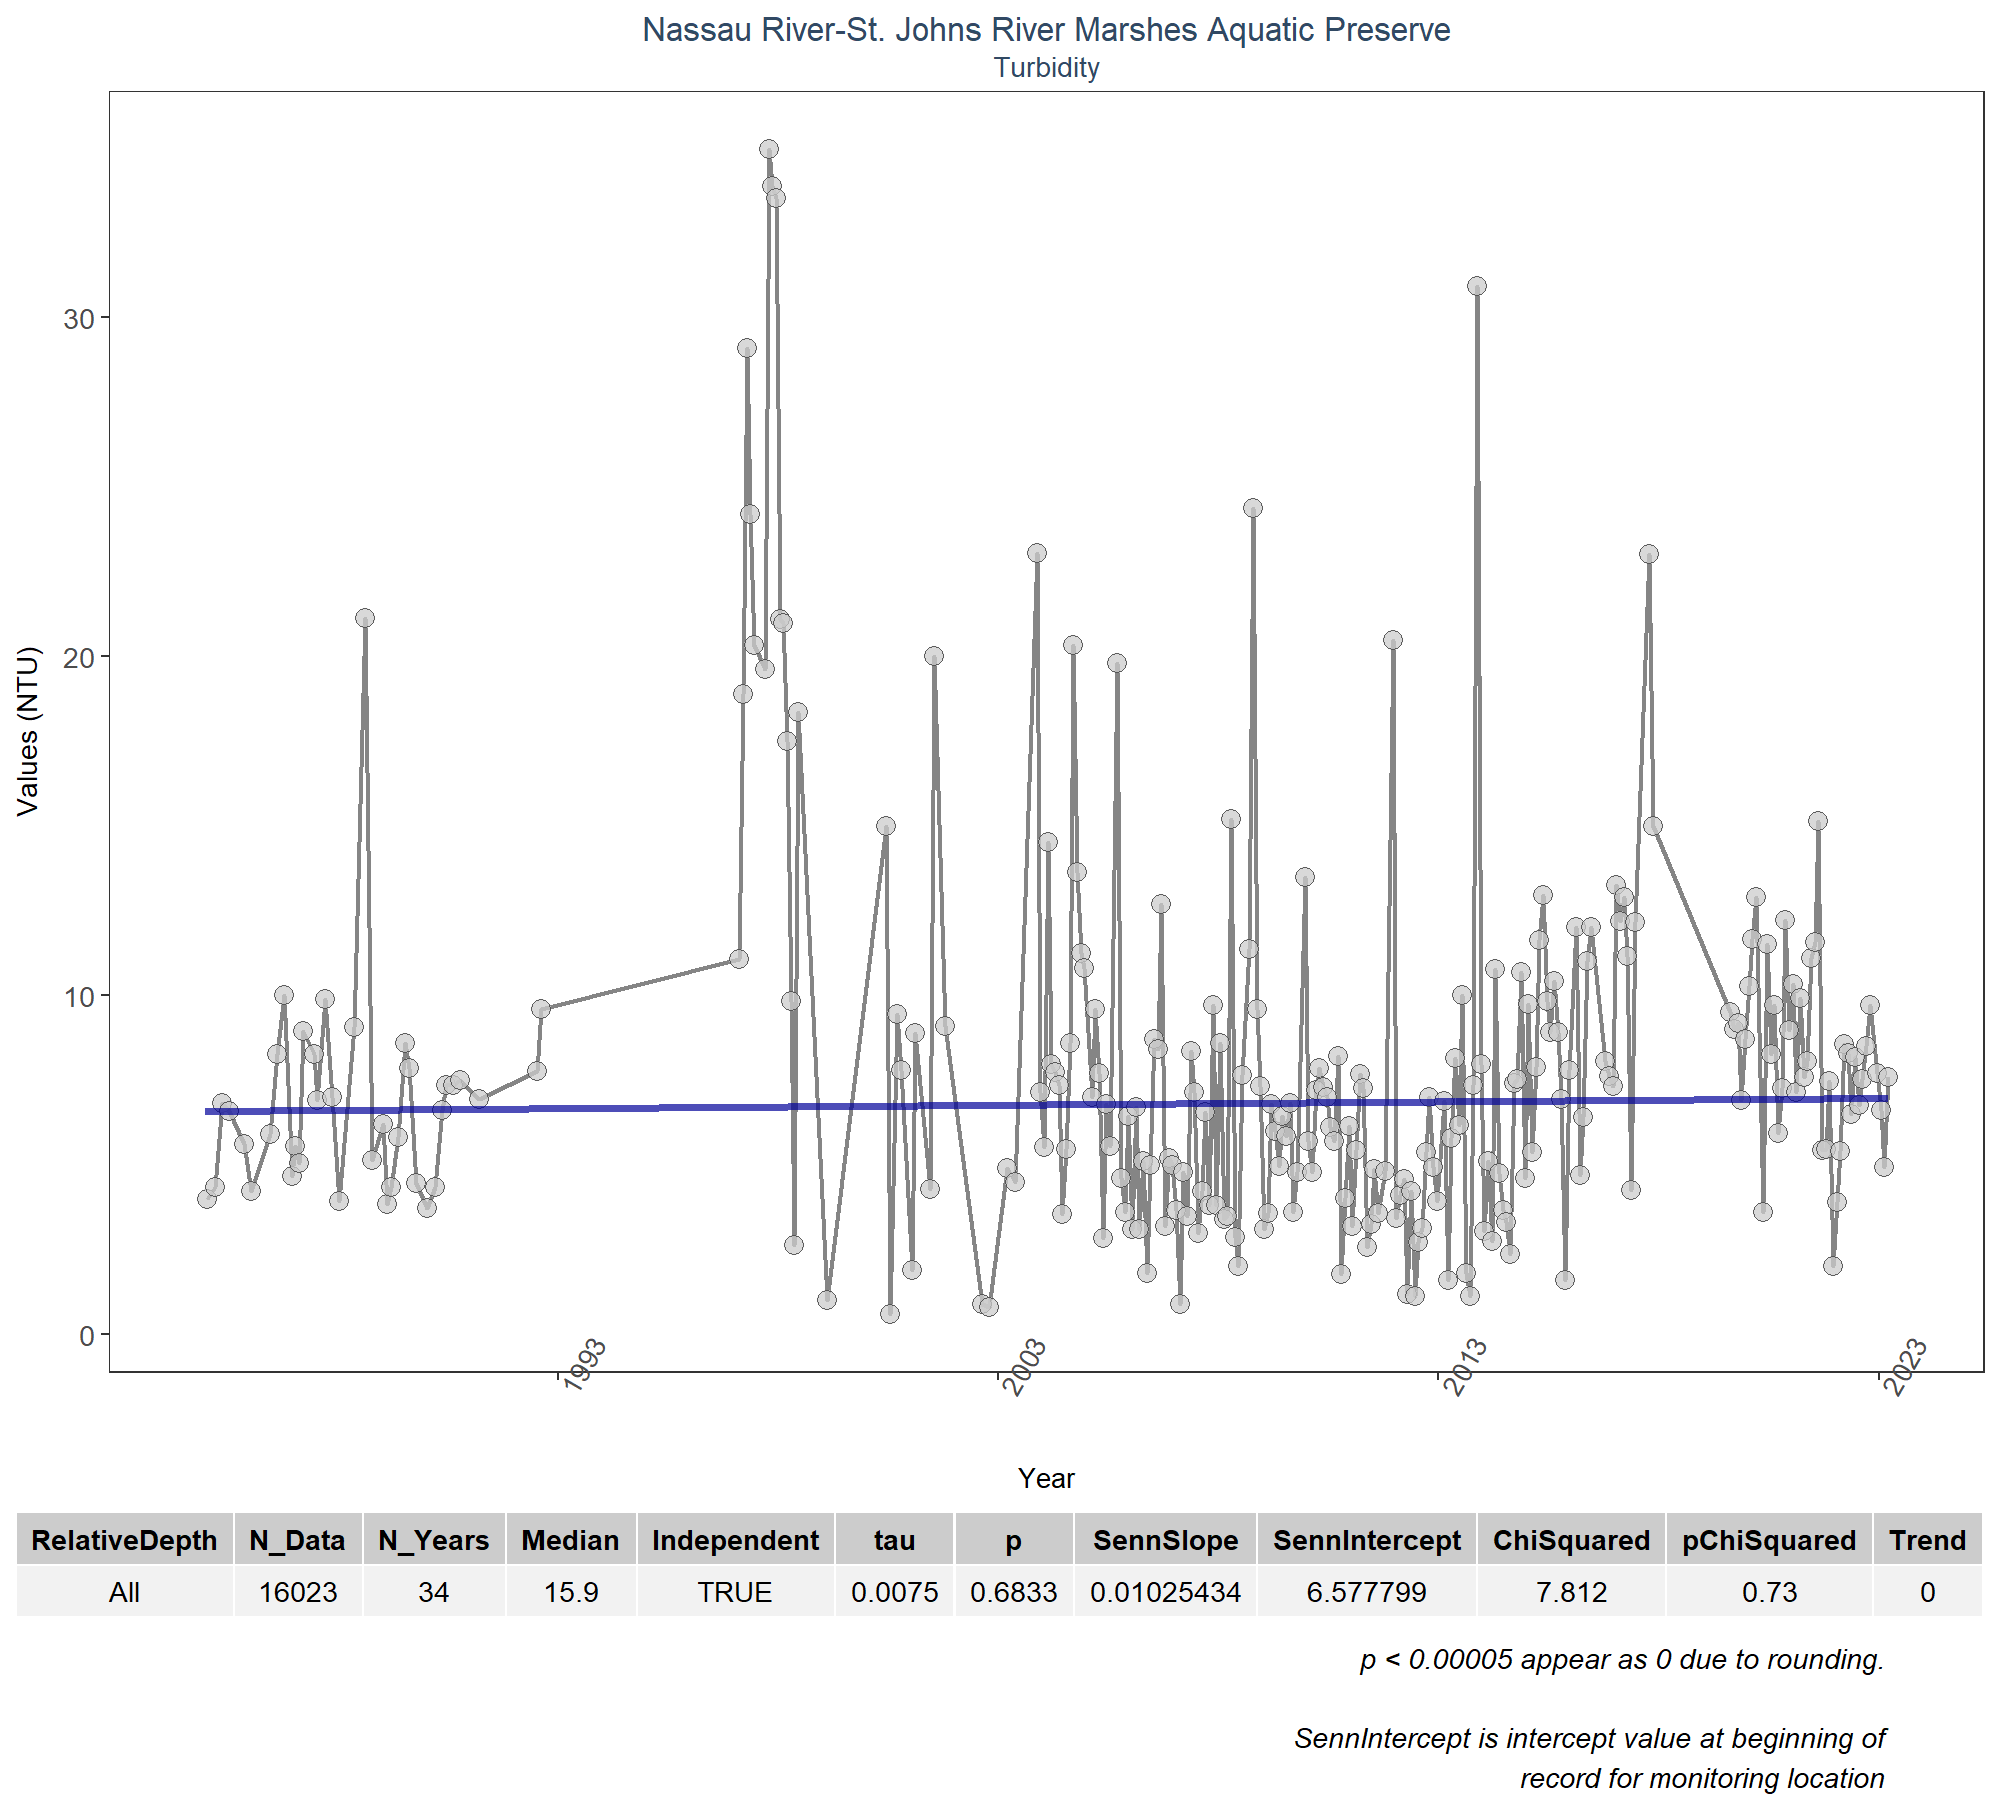 Nassau River-St. Johns River Marshes Aquatic Preserve
Turbidity
Values (NTU)
30
20
10
0
1993
2003
2013
2023
Year
RelativeDepth N_Data N_Years Median Independent tau p SennSlope SennIntercept ChiSquared pChiSquared Trend
All 16023 34 15.9 TRUE 0.0075 0.6833 0.01025434 6.577799 7.812 0.73 0
p < 0.00005 appear as 0 due to rounding.
SennIntercept is intercept value at beginning of
record for monitoring location